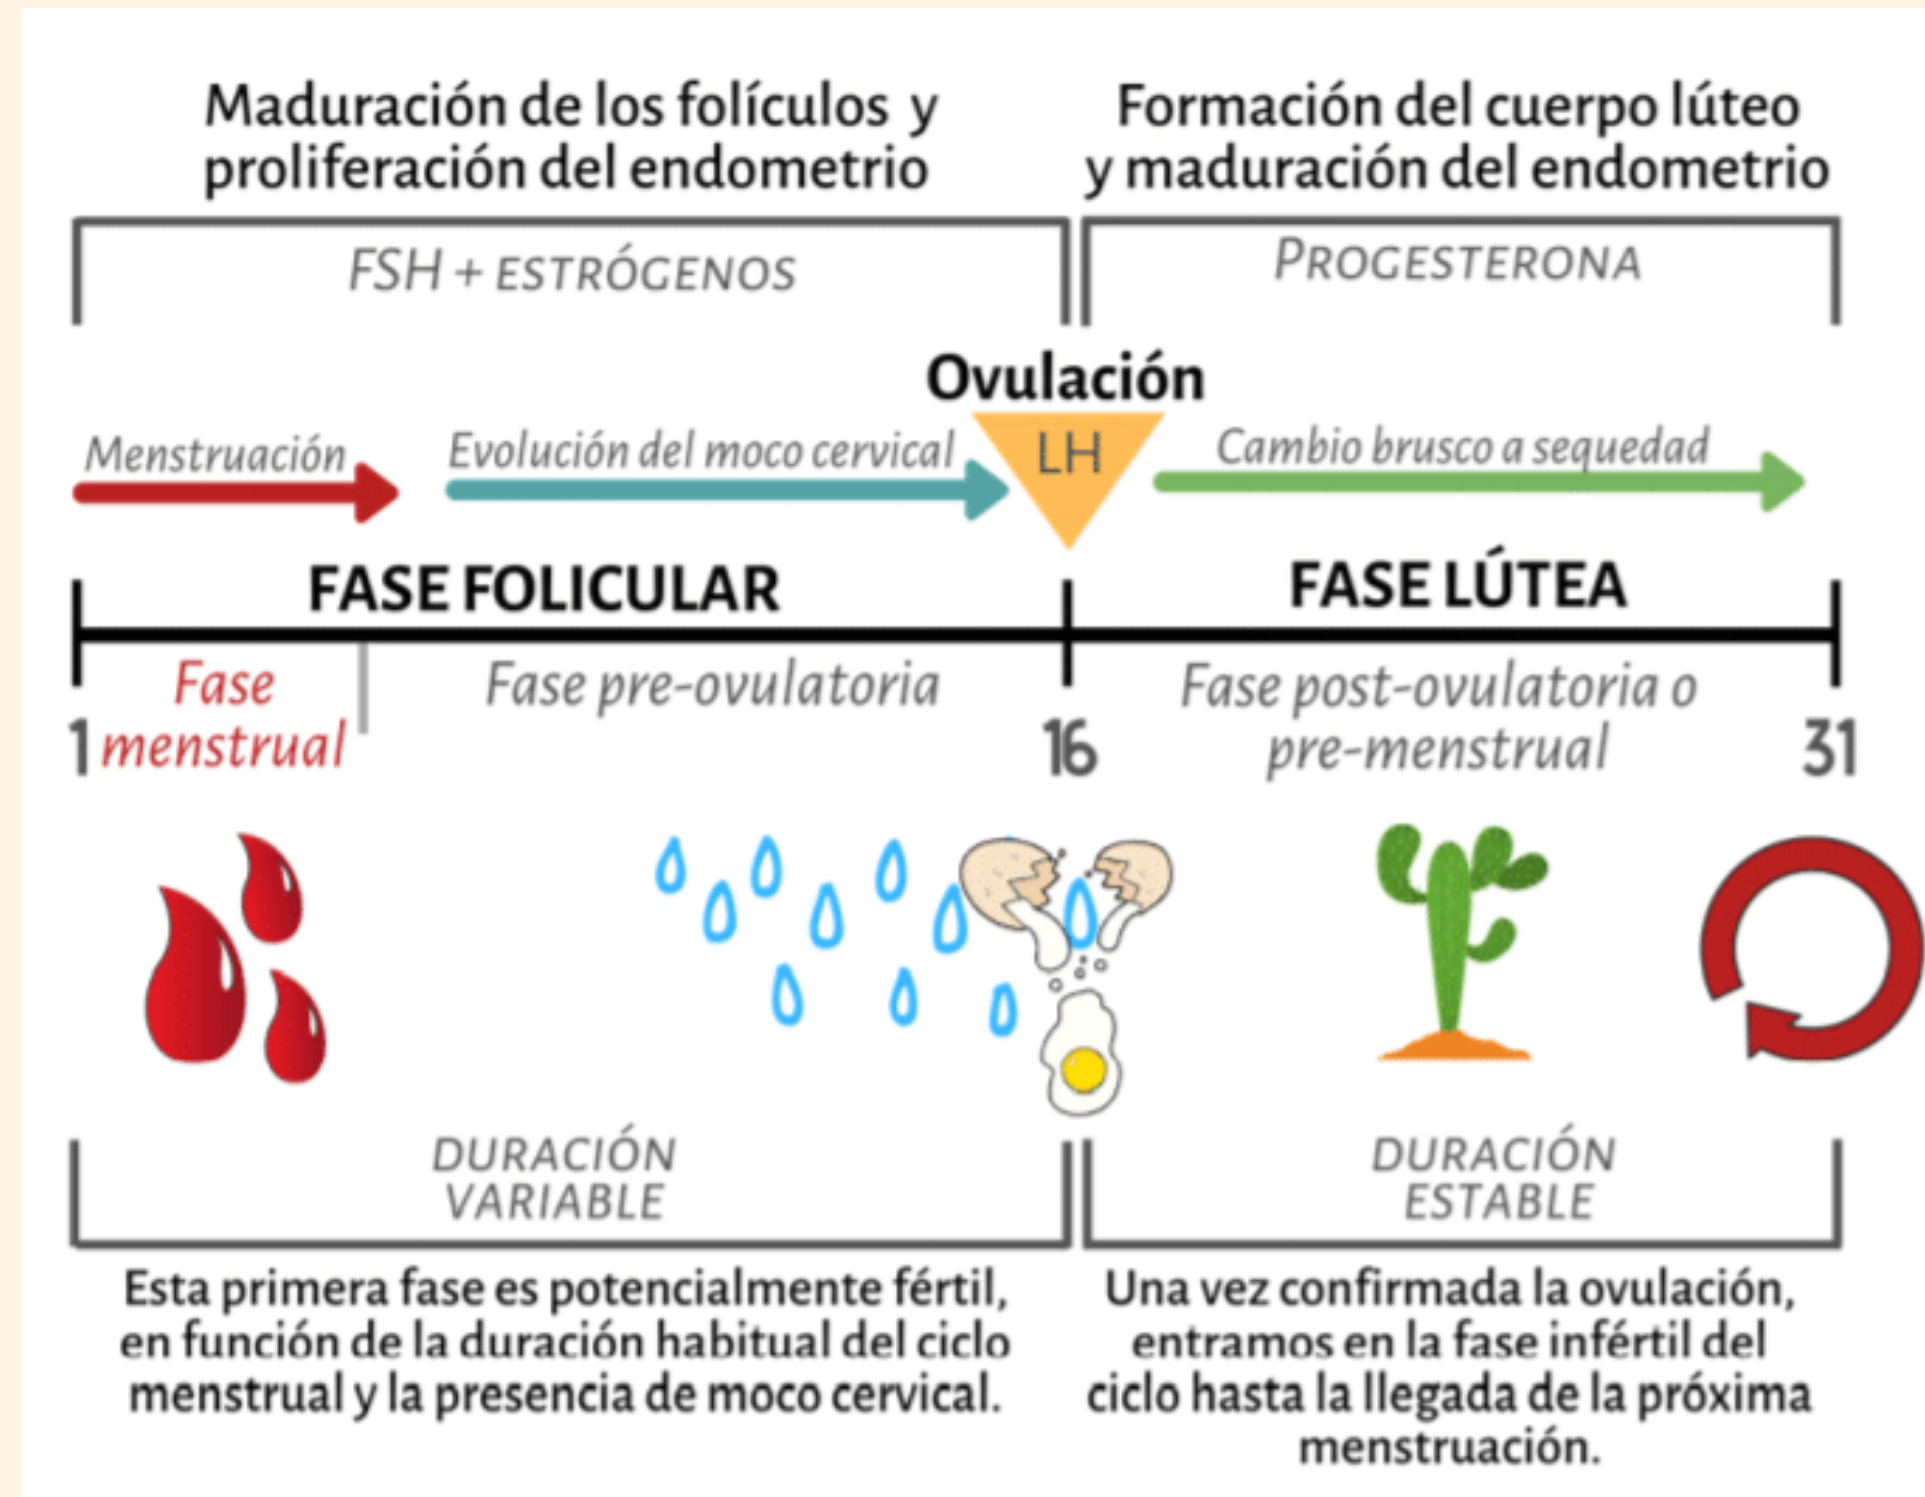 Maduración de los folículos y
proliferación del endometrio
Formación del cuerpo lúteo
y maduración del endometrio
FSH + ESTRÓGENOS
PROGESTERONA
Ovulación
LH
Menstruación
Evolución del moco cervical
Cambio brusco a sequedad
FASE FOLICULAR
FASE LÚTEA
Fase
menstrual
Fase pre-ovulatoria
Fase post-ovulatoria o
pre-menstrual
1
16
31
DURACIÓN
VARIABLE
DURACIÓN
ESTABLE
Esta primera fase es potencialmente fértil,
en función de la duración habitual del ciclo
menstrual y la presencia de moco cervical.
Una vez confirmada la ovulación,
entramos en la fase infértil del
ciclo hasta la llegada de la próxima
menstruación.